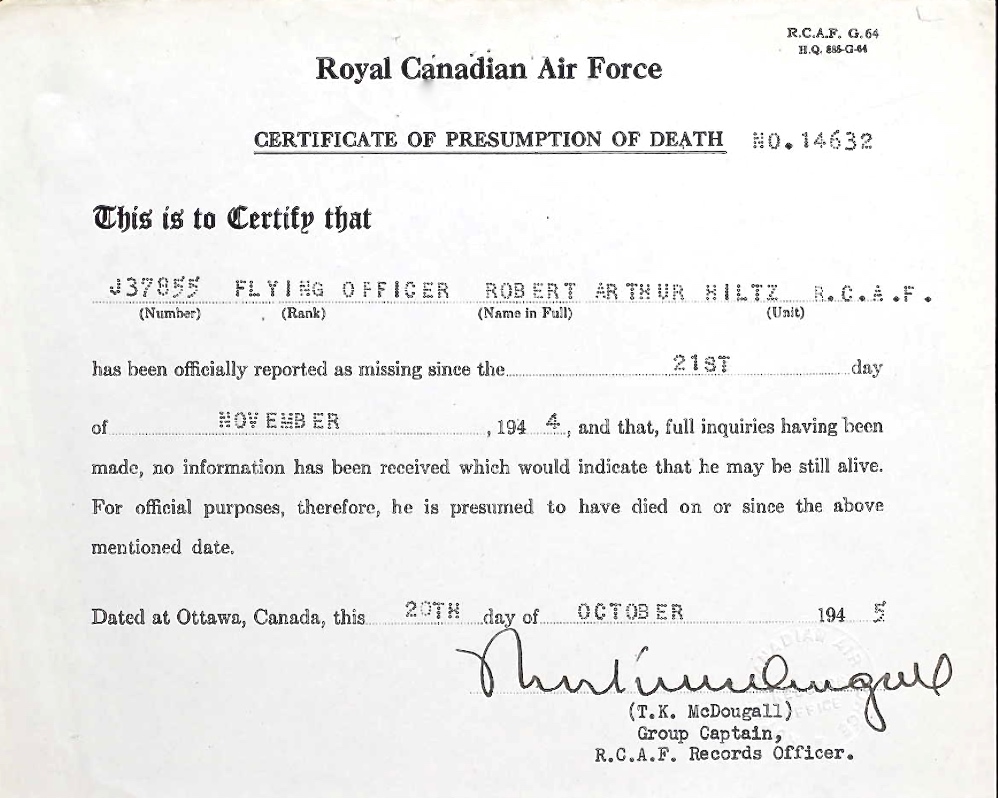 R.C.A.F. G.64
H.Q. 885-G-64
Royal Canadian Air Force
CERTIFICATE OF PRESUMPTION OF DEATH NO. 14632
This is to Certify that
J37855 FLYING OFFICER ROBERT ARTHUR HILTZ R.C.A.F.
(Number) (Rank) (Name in Full) (Unit)
has been officially reported as missing since the 21ST day
of NOVEMBER , 194 4, and that, full inquiries having been
made, no information has been received which would indicate that he may be still alive.
For official purposes, therefore, he is presumed to have died on or since the above
mentioned date.
Dated at Ottawa, Canada, this 20TH day of OCTOBER 194 5
(T.K. McDougall)
Group Captain,
R.C.A.F. Records Officer.